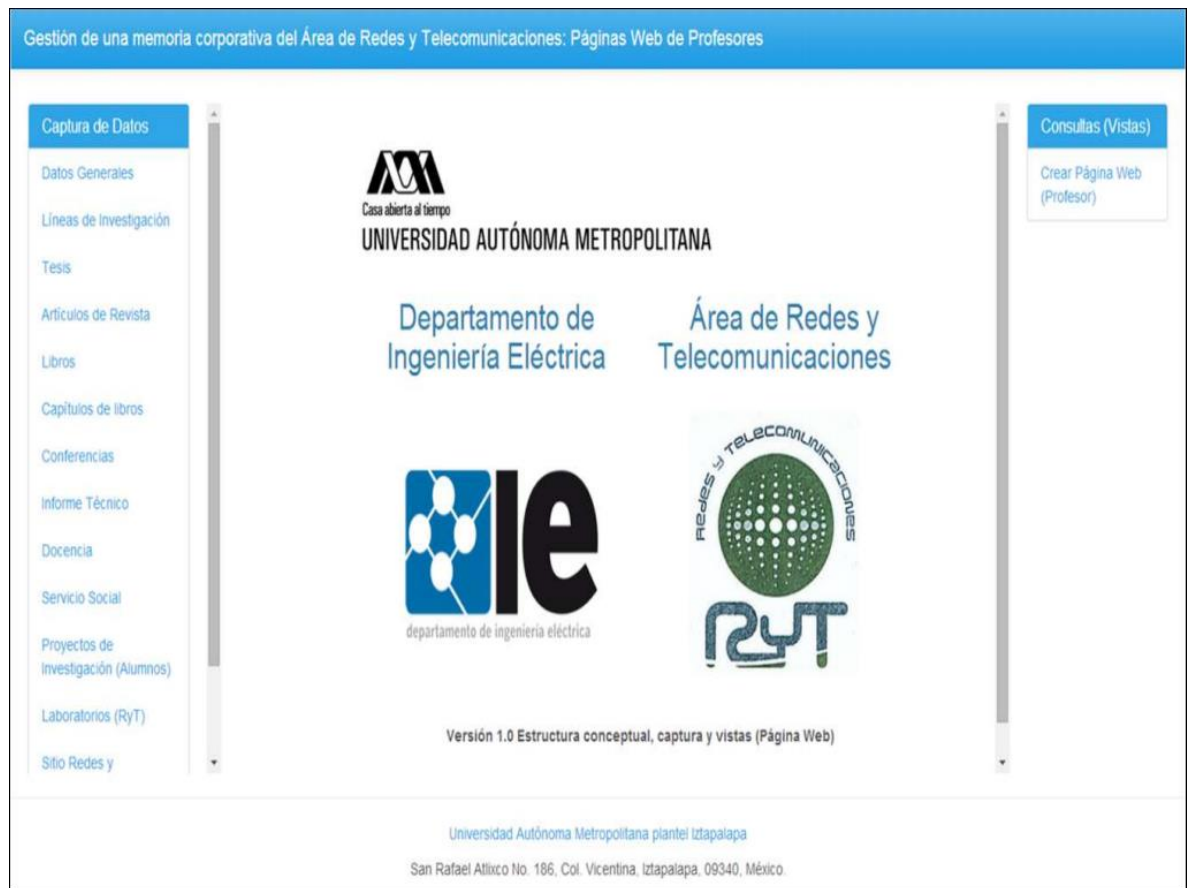 Gestión de una memoria corporativa del Área de Redes y Telecomunicaciones: Páginas Web de Profesores
Captura de Datos
Datos Generales
Líneas de Investigación
Tesis
Artículos de Revista
Libros
Capítulos de libros
Conferencias
Informe Técnico
Docencia
Servicio Social
Proyectos de
Investigación (Alumnos)
Laboratorios (RyT)
Sitio Redes y
Casa abierta al tiempo
UNIVERSIDAD AUTÓNOMA METROPOLITANA
Departamento de
Ingeniería Eléctrica
Área de Redes y
Telecomunicaciones
ie
departamento de ingeniería eléctrica
Redes y Telecomunicaciones
RyT
Versión 1.0 Estructura conceptual, captura y vistas (Página Web)
Consultas (Vistas)
Crear Página Web
(Profesor)
Universidad Autónoma Metropolitana plantel Iztapalapa
San Rafael Atlixco No. 186, Col. Vicentina, Iztapalapa, 09340, México.